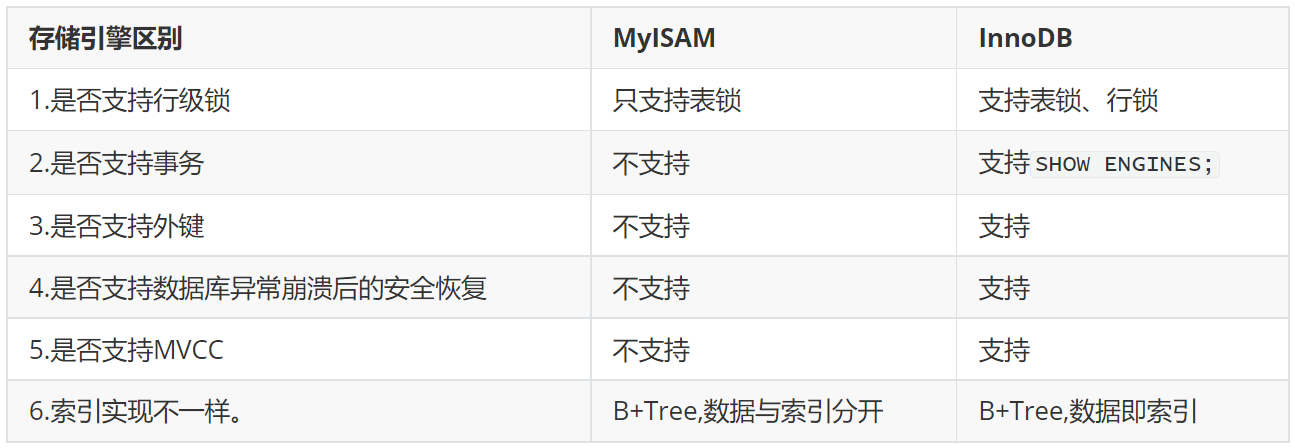 存储引擎区别 MyISAM InnoDB
1.是否支持行级锁 只支持表锁 支持表锁、行锁
2.是否支持事务 不支持 支持SHOW ENGINES;
3.是否支持外键 不支持 支持
4.是否支持数据库异常崩溃后的安全恢复 不支持 支持
5.是否支持MVCC 不支持 支持
6.索引实现不一样。 B+Tree,数据与索引分开 B+Tree,数据即索引